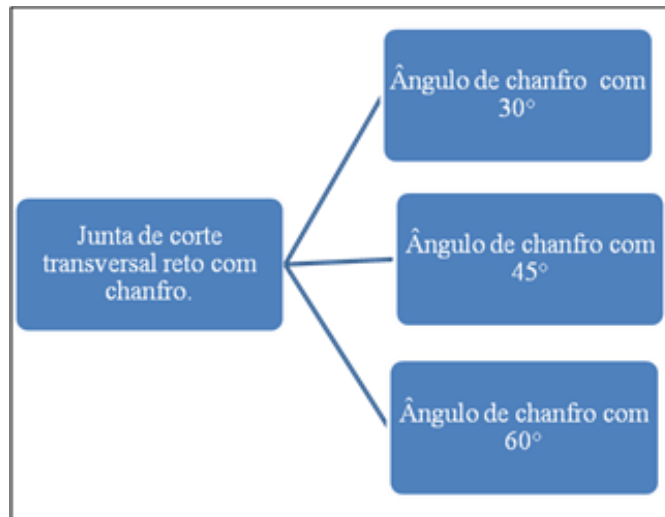 Ângulo de chanfro com
30°
Junta de corte
transversal reto com
chanfro.
Ângulo de chanfro com
45°
Ângulo de chanfro com
60°